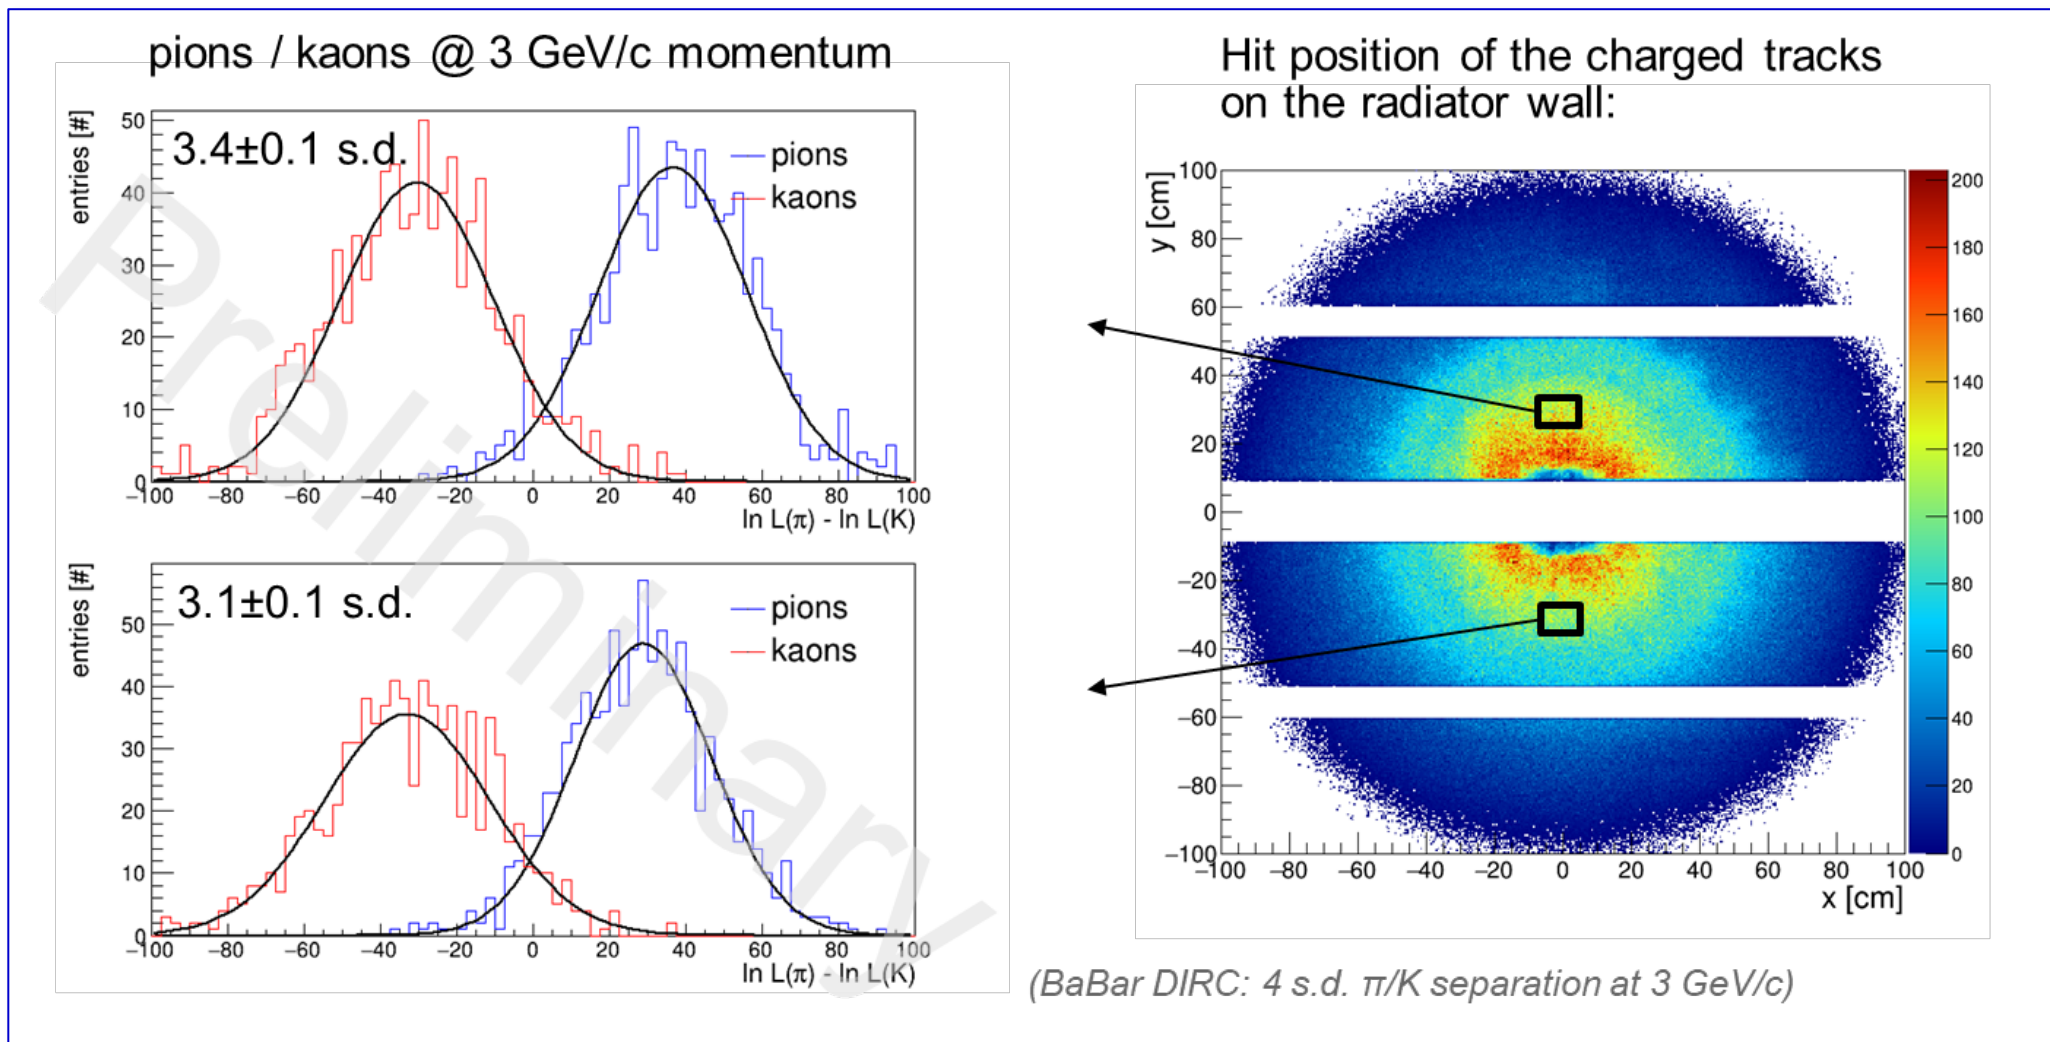 pions / kaons @ 3 GeV/c momentum
entries [#]
50
40
30
20
10
0
3.4±0.1 s.d.
pions
kaons
−100 −80 −60 −40 −20 0 20 40 60 80 100
ln L(π) - ln L(K)
entries [#]
50
40
30
20
10
0
3.1±0.1 s.d.
pions
kaons
−100 −80 −60 −40 −20 0 20 40 60 80 100
ln L(π) - ln L(K)
Preliminary
Hit position of the charged tracks
on the radiator wall:
y [cm]
100
80
60
40
20
0
−20
−40
−60
−80
−100
−100 −80 −60 −40 −20 0 20 40 60 80 100
x [cm]
200
180
160
140
120
100
80
60
40
20
0
(BaBar DIRC: 4 s.d. π/K separation at 3 GeV/c)